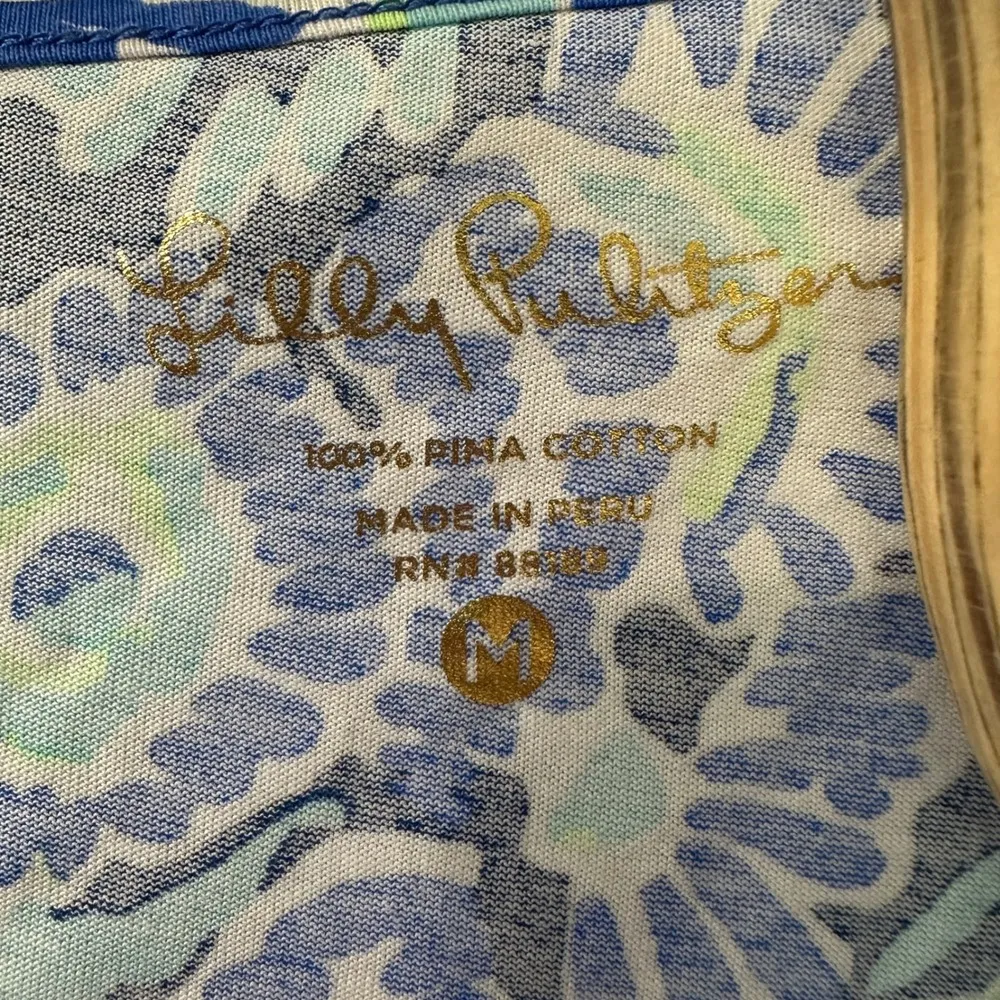 Lilly Pulitzer
100% PIMA COTTON
MADE IN PERU
RN# 88189
M